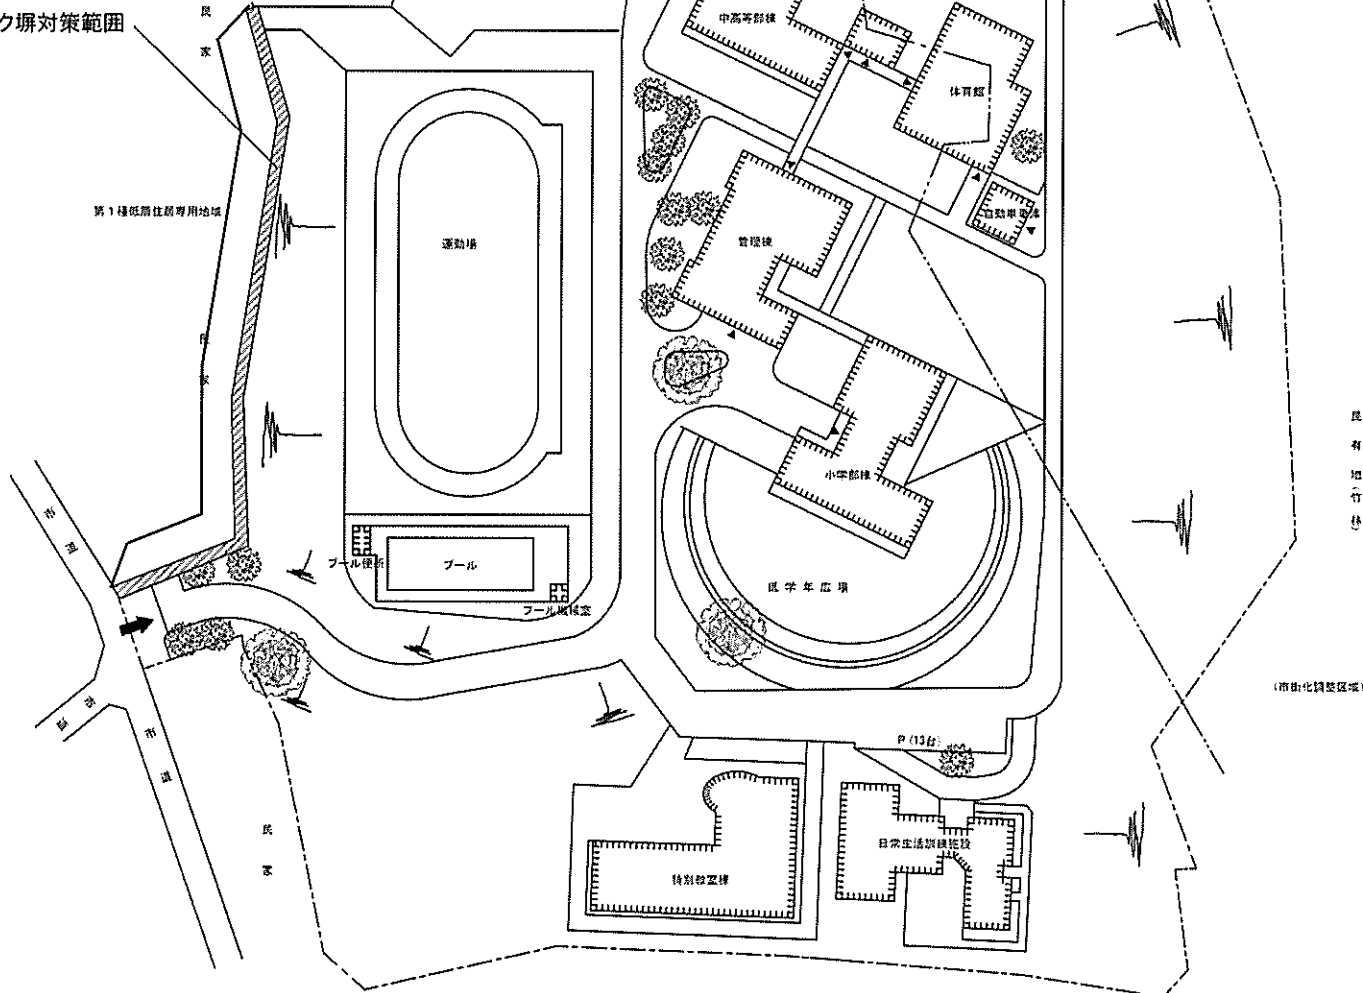 ク塀対策範囲
民
家
中高等部棟
体育館
第1種低層住居専用地域
自動車車庫
運動場
管理棟
民
家
民
有
地
(竹
林)
小学部棟
市
道
プール便所
プール
プール機械室
低学年広場
(市街化調整区域)
市
道
市
道
P (13台)
民
家
日常生活訓練施設
特別教室棟